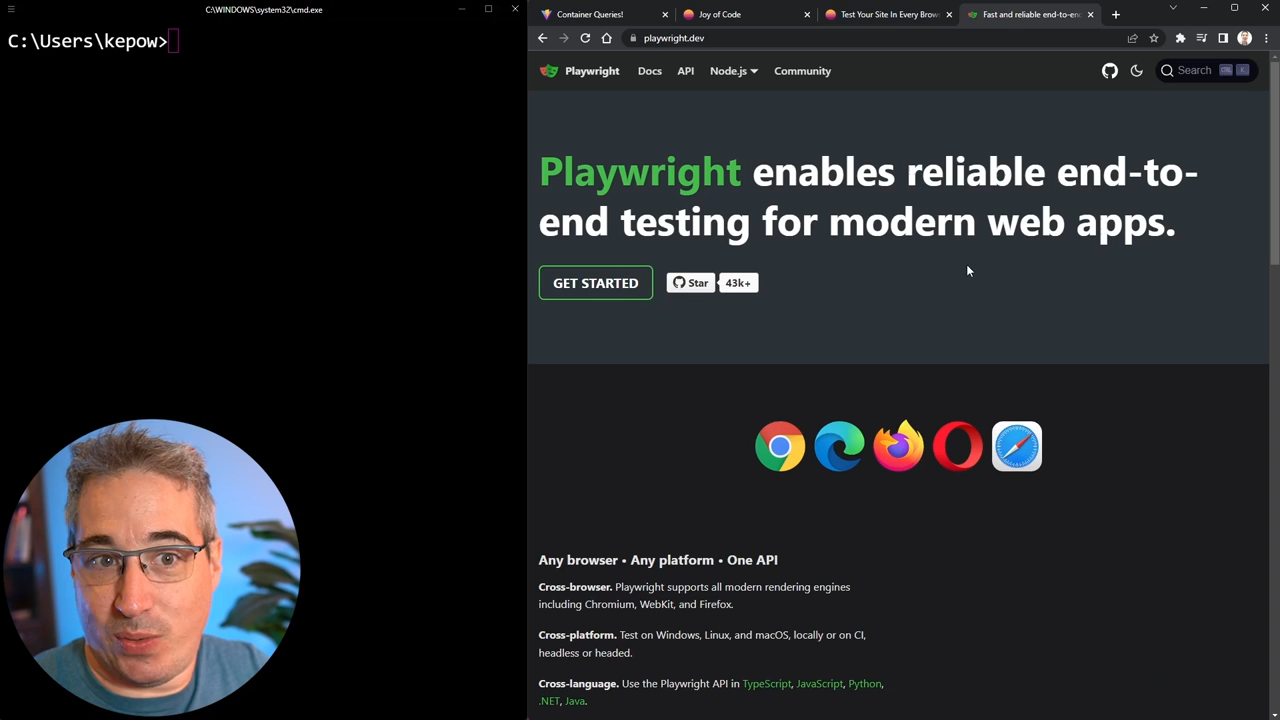 C:\WINDOWS\system32\cmd.exe
C:\Users\kepow>
Container Queries!
Joy of Code
Test Your Site In Every Brow
Fast and reliable end-to-en
playwright.dev
Playwright
Docs
API
Node.js
Community
Search
Playwright enables reliable end-to-
end testing for modern web apps.
GET STARTED
Star
43k+
Any browser • Any platform • One API
Cross-browser. Playwright supports all modern rendering engines
including Chromium, WebKit, and Firefox.
Cross-platform. Test on Windows, Linux, and macOS, locally or on CI,
headless or headed.
Cross-language. Use the Playwright API in TypeScript, JavaScript, Python,
.NET, Java.